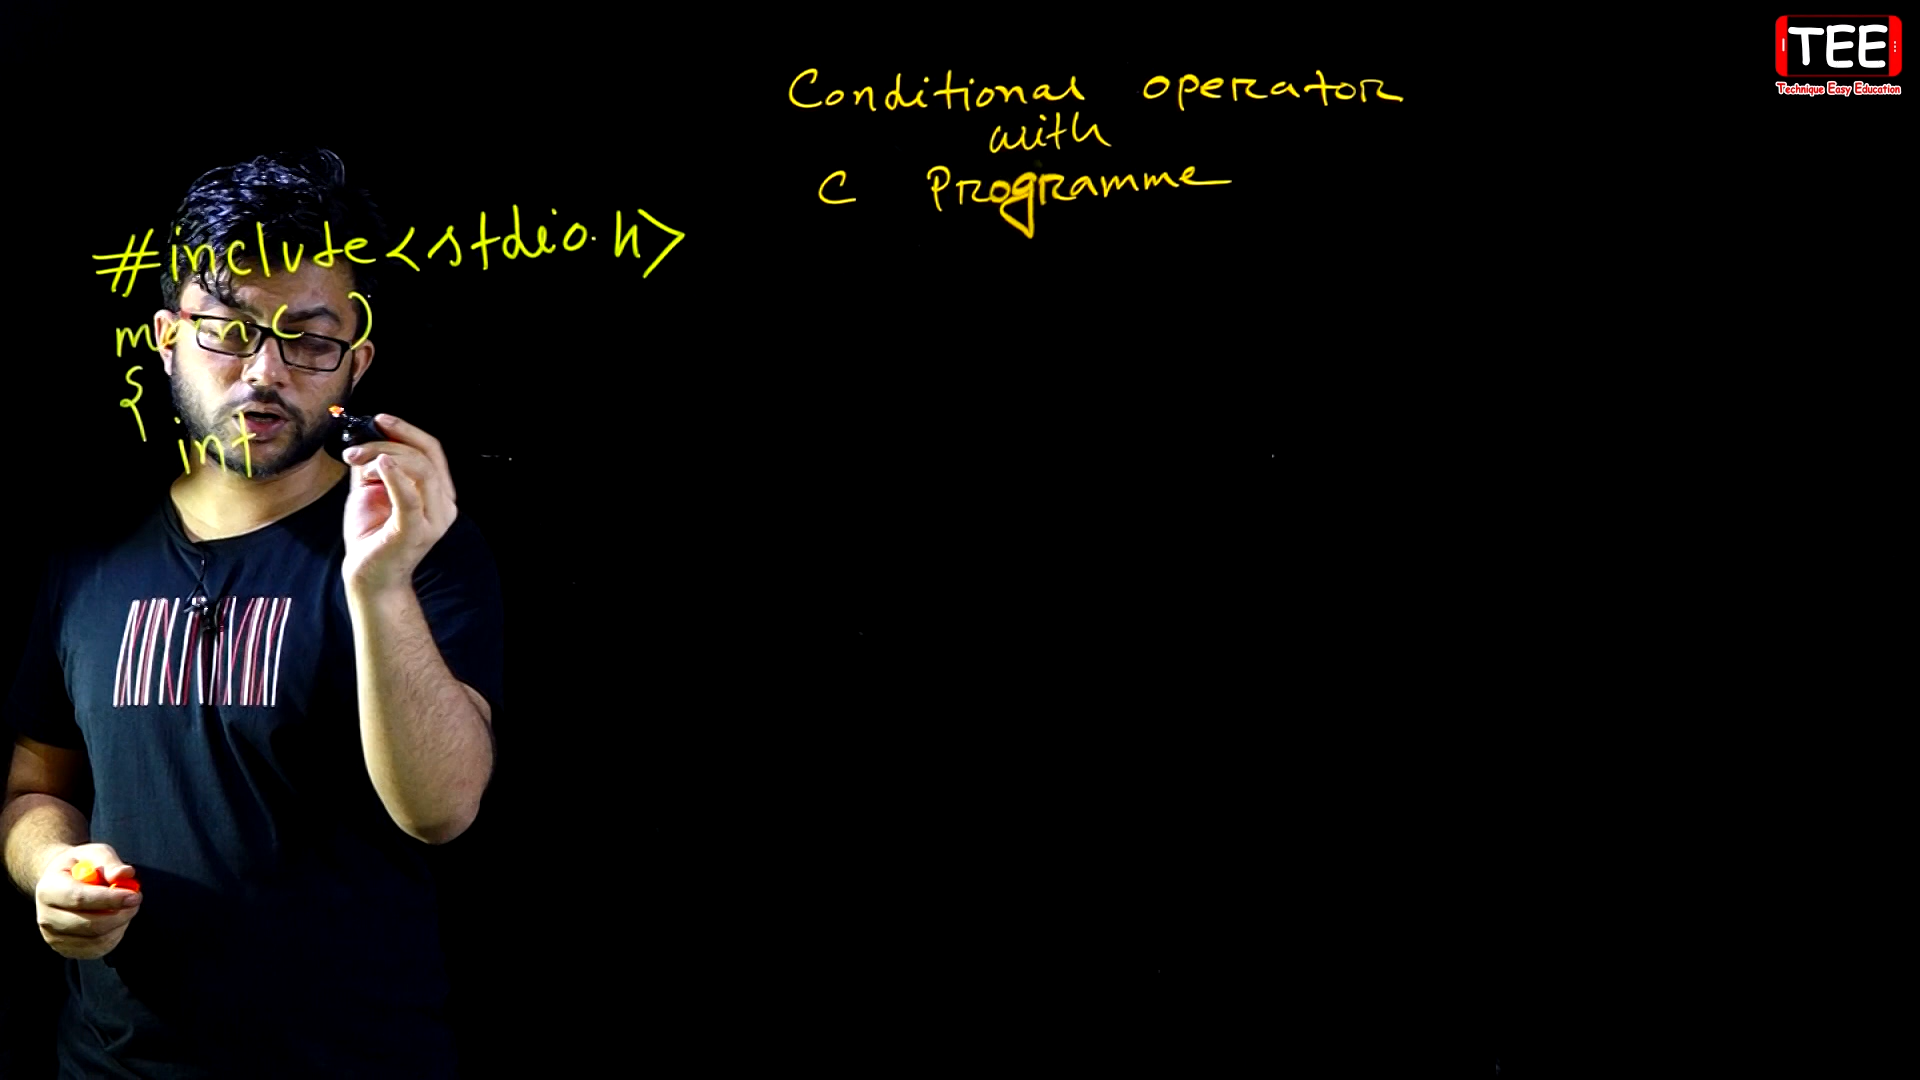 Conditional operator
with
C Programme
#include<stdio.h>
main()
{
int
TEE
Technique Easy Education